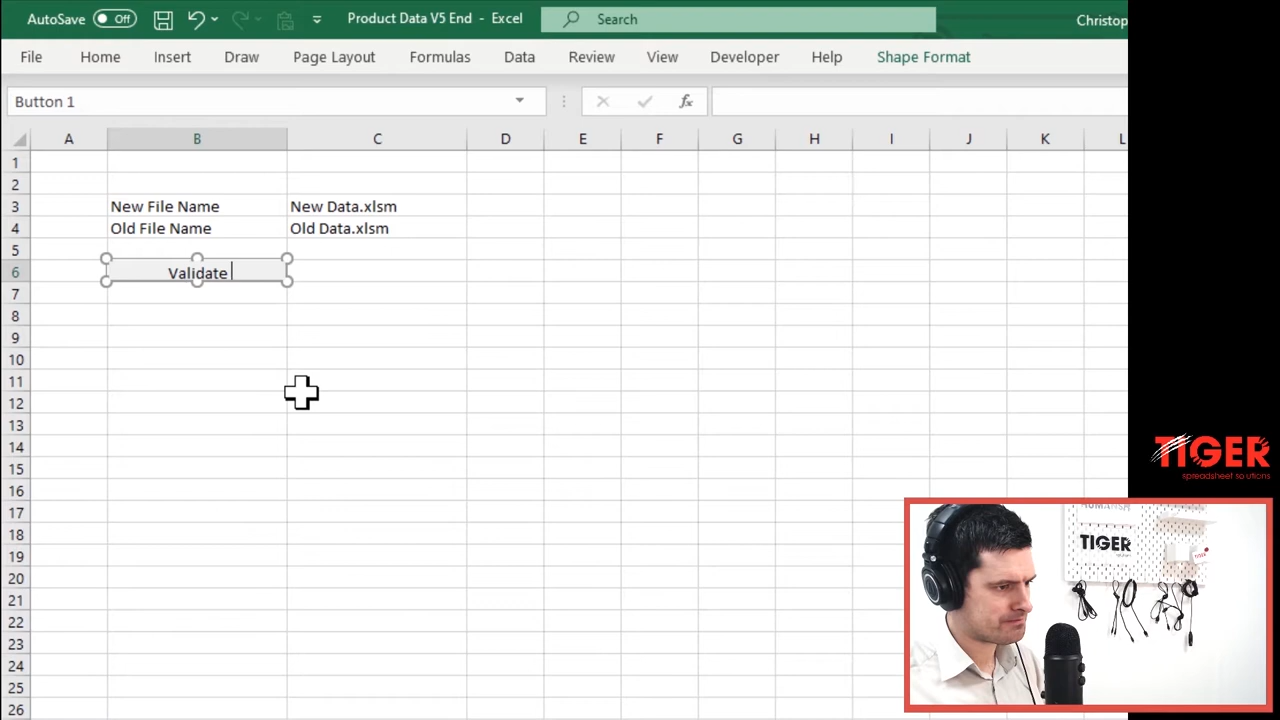 AutoSave Off Product Data V5 End - Excel Search Christop
File Home Insert Draw Page Layout Formulas Data Review View Developer Help Shape Format
Button 1 fx
A B C D E F G H I J K L
1
2
3 New File Name New Data.xlsm
4 Old File Name Old Data.xlsm
5
6 Validate
7
8
9
10
11
12
13
14
15
16
17
18
19
20
21
22
23
24
25
26
TIGER
spreadsheet solutions
TIGER